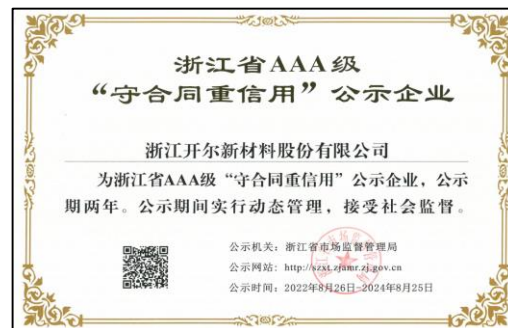 浙江省AAA级
“守合同重信用”公示企业
浙江开尔新材料股份有限公司
为浙江省AAA级“守合同重信用”公示企业，公示
期两年。公示期间实行动态管理，接受社会监督。
公示机关：浙江省市场监督管理局
公示网站：http://szxt.zjamr.zj.gov.cn
公示时间：2022年8月26日-2024年8月25日